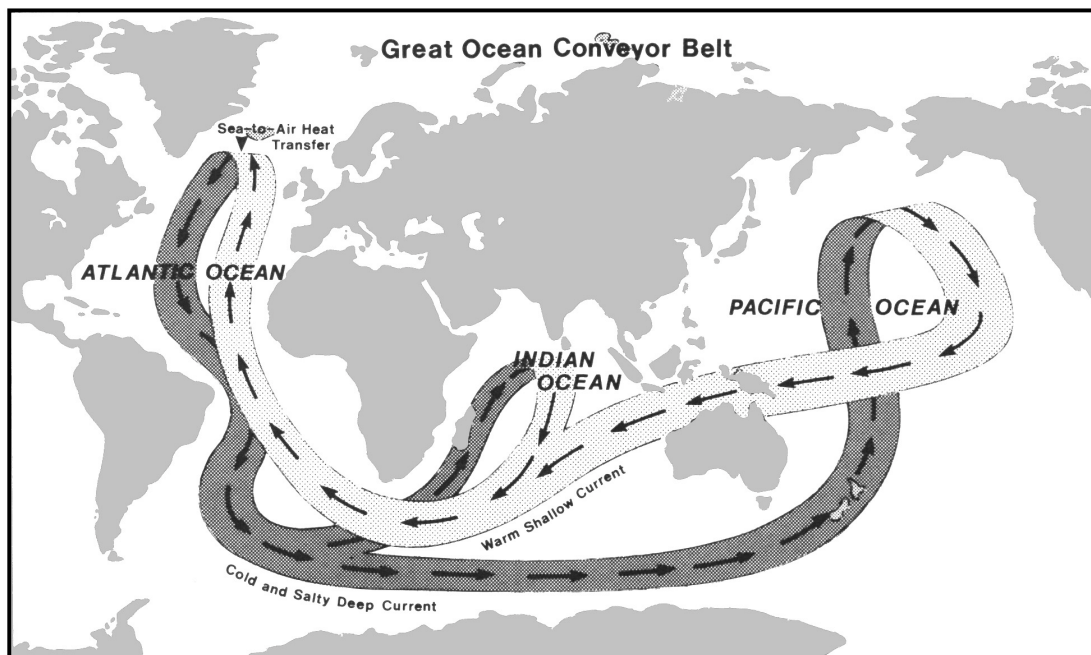 Great Ocean Conveyor Belt
Sea-to-Air Heat
Transfer
ATLANTIC OCEAN
PACIFIC OCEAN
INDIAN
OCEAN
Warm Shallow Current
Cold and Salty Deep Current